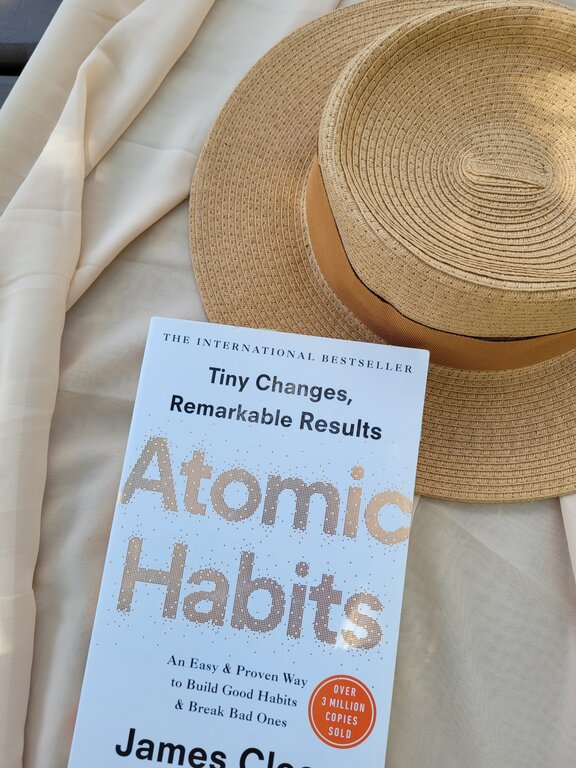 THE INTERNATIONAL BESTSELLER
Tiny Changes,
Remarkable Results
Atomic
Habits
An Easy & Proven Way
to Build Good Habits
& Break Bad Ones
OVER
3 MILLION
COPIES
SOLD
James